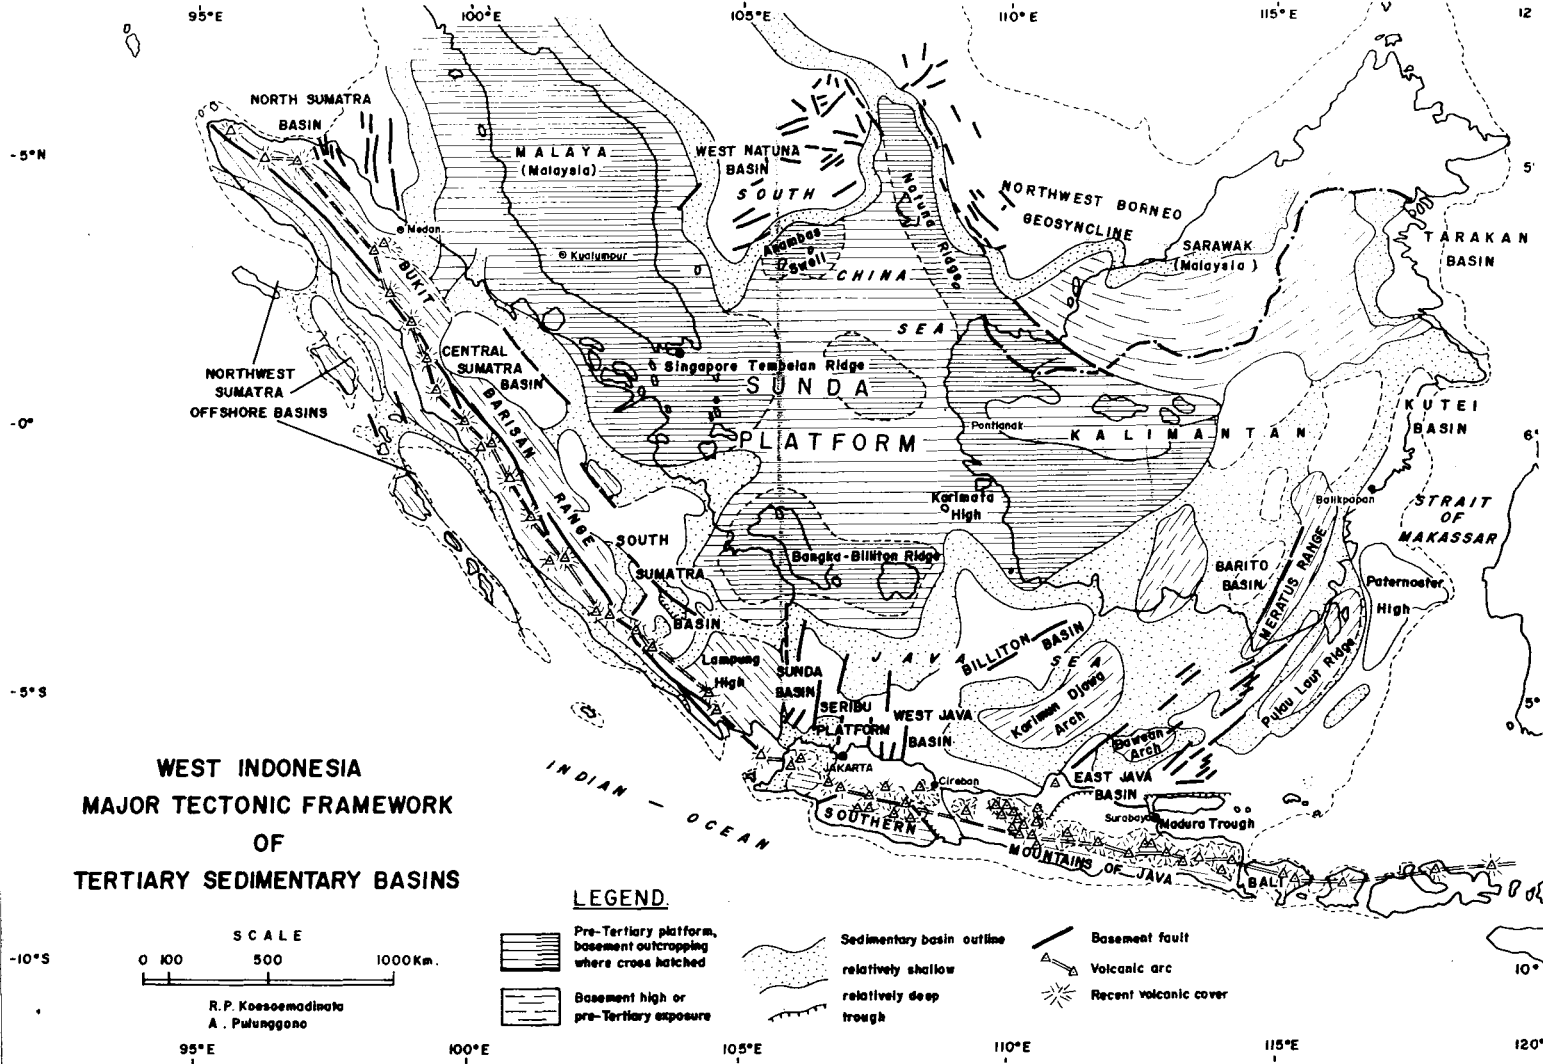 95°E
100°E
105°E
110°E
115°E
12
-5°N
5'
NORTH SUMATRA
BASIN
MALAYA
(Malaysia)
WEST NATUNA
BASIN
SOUTH
Natuna Ridges
NORTHWEST BORNEO
GEOSYNCLINE
SARAWAK
(Malaysia)
TARAKAN
BASIN
Medan
Kualumpur
Anambas
Swell
CHINA
SEA
BUKIT
BARISAN
RANGE
CENTRAL
SUMATRA
BASIN
NORTHWEST
SUMATRA
OFFSHORE BASINS
Singapore Tembelan Ridge
SUNDA
PLATFORM
-0°
6°
Pontianak
KALIMANTAN
KUTEI
BASIN
Balikpapan
STRAIT
OF
MAKASSAR
Karimata
High
Bangka-Billiton Ridge
SOUTH
SUMATRA
BASIN
BARITO
BASIN
MERATUS RANGE
Paternoster
High
Pulau Laut Ridge
Lampung
High
JAVA
SEA
BILLITON BASIN
-5°S
5°
SUNDA
BASIN
SERIBU
PLATFORM
WEST JAVA
BASIN
Karimun Djawa
Arch
Bawean
Arch
JAKARTA
Cirebon
EAST JAVA
BASIN
Surabaya
Madura Trough
SOUTHERN
MOUNTAINS OF JAVA
BALI
INDIAN - OCEAN
WEST INDONESIA
MAJOR TECTONIC FRAMEWORK
OF
TERTIARY SEDIMENTARY BASINS
SCALE
0 100 500 1000Km.
R.P. Koesoemadinata
A. Pulunggono
LEGEND.
Pre-Tertiary platform,
basement outcropping
where cross hatched
Basement high or
pre-Tertiary exposure
Sedimentary basin outline
relatively shallow
relatively deep
trough
Basement fault
Volcanic arc
Recent volcanic cover
-10°S
10°
95°E
100°E
105°E
110°E
115°E
120°